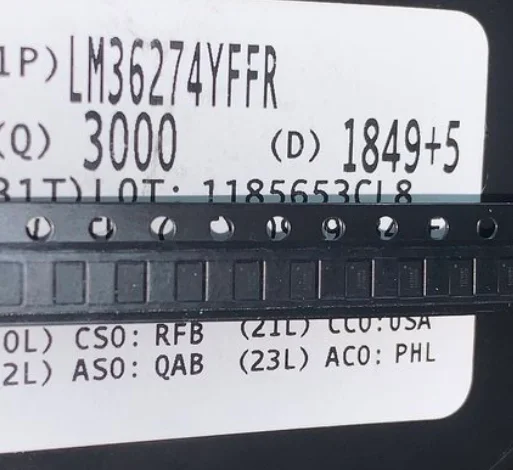 1P) LM36274YFFR
(Q) 3000 (D) 1849+5
31T) LOT: 1185653CL8
0L) CSO: RFB (21L) CCO:USA
2L) ASO: QAB (23L) ACO: PHL